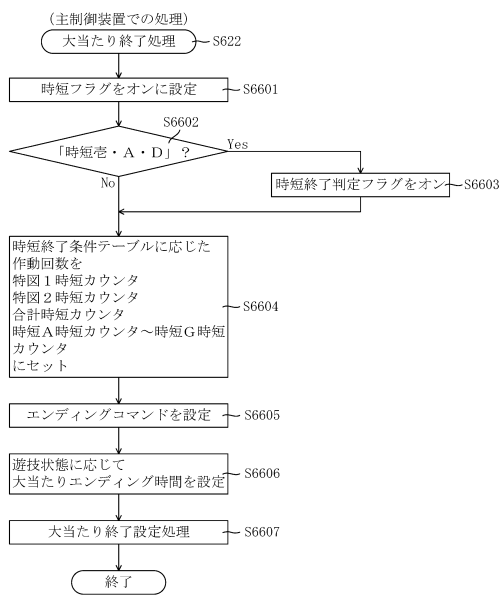 (主制御装置での処理)
大当たり終了処理
S622
時短フラグをオンに設定
S6601
S6602
「時短壱・A・D」?
Yes
No
時短終了判定フラグをオン
S6603
時短終了条件テーブルに応じた
作動回数を
特図1時短カウンタ
特図2時短カウンタ
合計時短カウンタ
時短A時短カウンタ~時短G時短
カウンタ
にセット
S6604
エンディングコマンドを設定
S6605
遊技状態に応じて
大当たりエンディング時間を設定
S6606
大当たり終了設定処理
S6607
終了